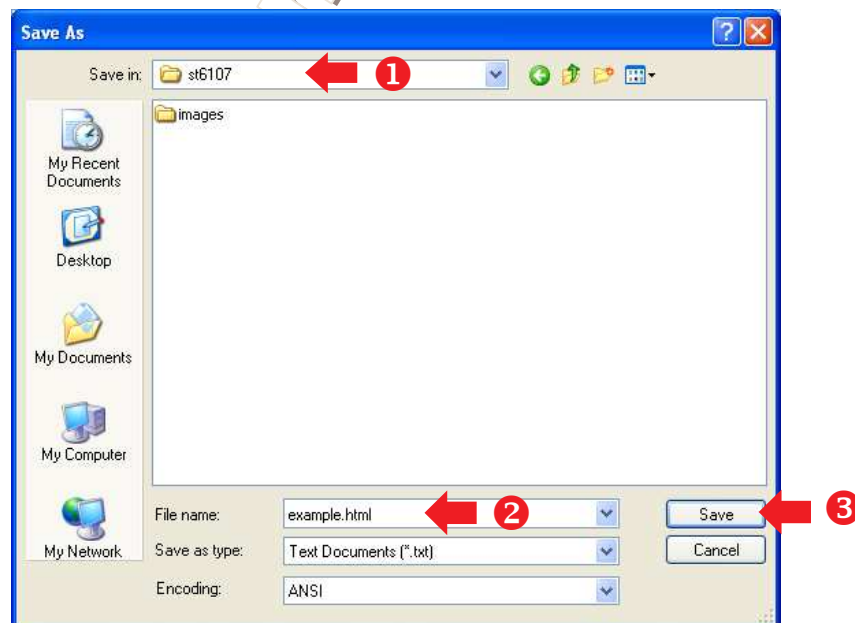 Save As
Save in: st6107 1
images
My Recent
Documents
Desktop
My Documents
My Computer
My Network
File name: example.html 2 Save 3
Save as type: Text Documents (*.txt) Cancel
Encoding: ANSI